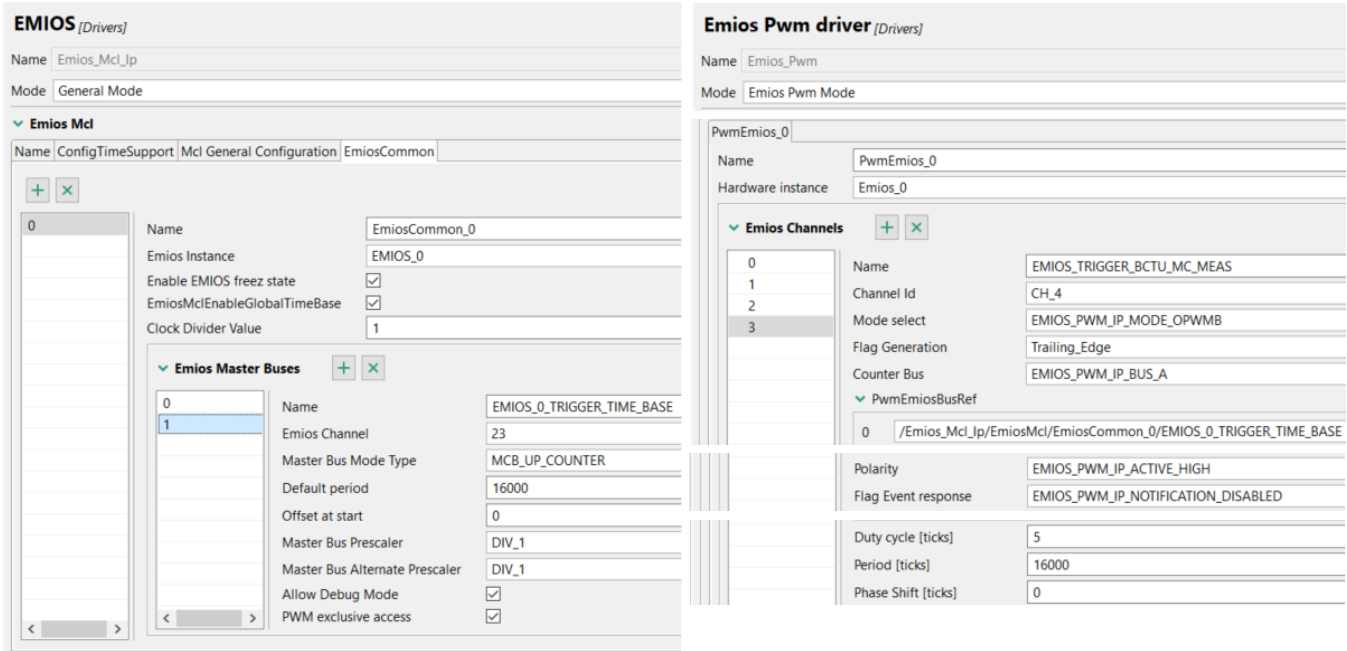 EMIOS [Drivers]
Name Emios_Mcl_Ip
Mode General Mode
Emios Mcl
Name ConfigTimeSupport Mcl General Configuration EmiosCommon
0
Name EmiosCommon_0
Emios Instance EMIOS_0
Enable EMIOS freez state
EmiosMclEnableGlobalTimeBase
Clock Divider Value 1
Emios Master Buses
0
1
Name EMIOS_0_TRIGGER_TIME_BASE
Emios Channel 23
Master Bus Mode Type MCB_UP_COUNTER
Default period 16000
Offset at start 0
Master Bus Prescaler DIV_1
Master Bus Alternate Prescaler DIV_1
Allow Debug Mode
PWM exclusive access
Emios Pwm driver [Drivers]
Name Emios_Pwm
Mode Emios Pwm Mode
PwmEmios_0
Name PwmEmios_0
Hardware instance Emios_0
Emios Channels
0
1
2
3
Name EMIOS_TRIGGER_BCTU_MC_MEAS
Channel Id CH_4
Mode select EMIOS_PWM_IP_MODE_OPWMB
Flag Generation Trailing_Edge
Counter Bus EMIOS_PWM_IP_BUS_A
PwmEmiosBusRef
0 /Emios_Mcl_Ip/EmiosMcl/EmiosCommon_0/EMIOS_0_TRIGGER_TIME_BASE
Polarity EMIOS_PWM_IP_ACTIVE_HIGH
Flag Event response EMIOS_PWM_IP_NOTIFICATION_DISABLED
Duty cycle [ticks] 5
Period [ticks] 16000
Phase Shift [ticks] 0